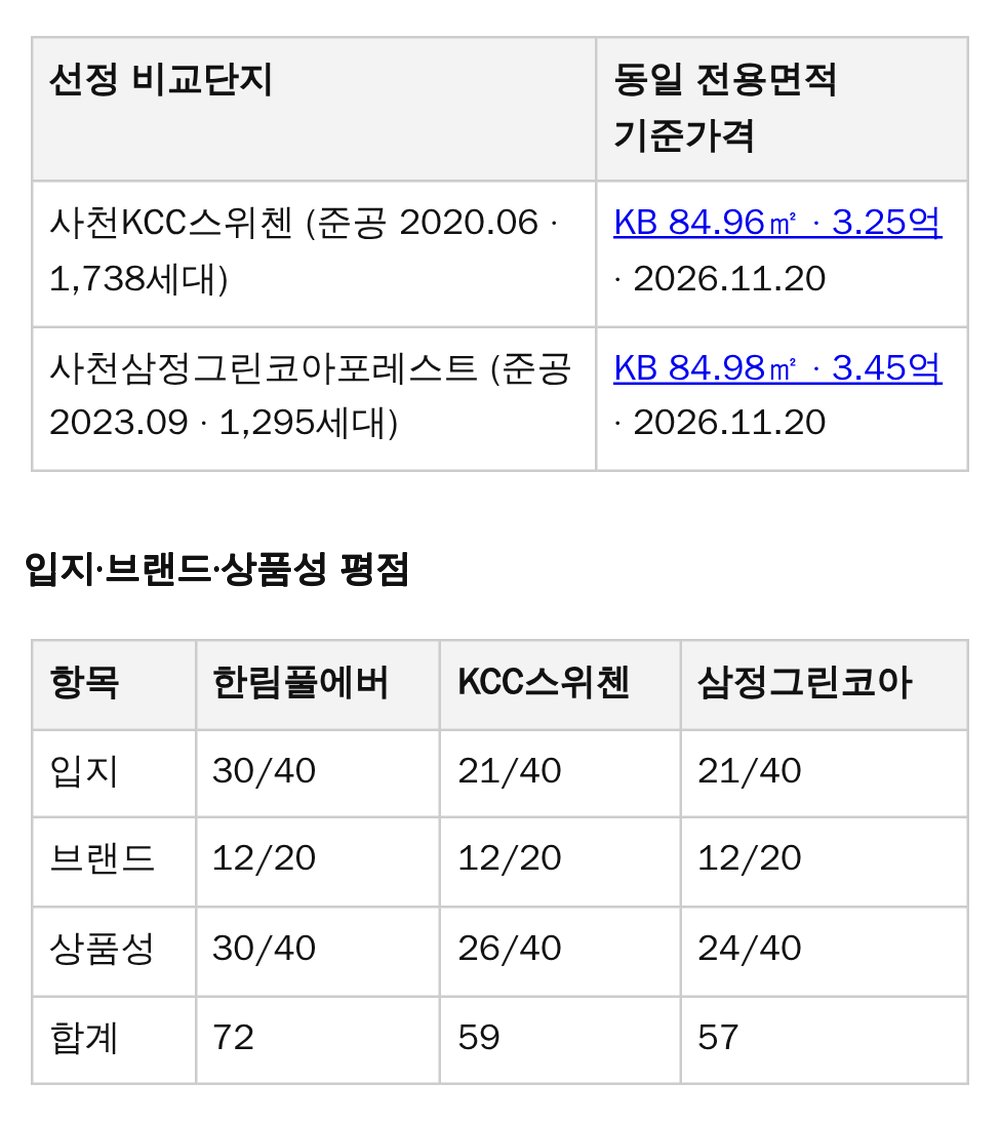 선정 비교단지
동일 전용면적
기준가격
사천KCC스위첸 (준공 2020.06 ·
1,738세대)
KB 84.96㎡ · 3.25억
· 2026.11.20
사천삼정그린코아포레스트 (준공
2023.09 · 1,295세대)
KB 84.98㎡ · 3.45억
· 2026.11.20
입지·브랜드·상품성 평점
항목 한림풀에버 KCC스위첸 삼정그린코아
입지 30/40 21/40 21/40
브랜드 12/20 12/20 12/20
상품성 30/40 26/40 24/40
합계 72 59 57